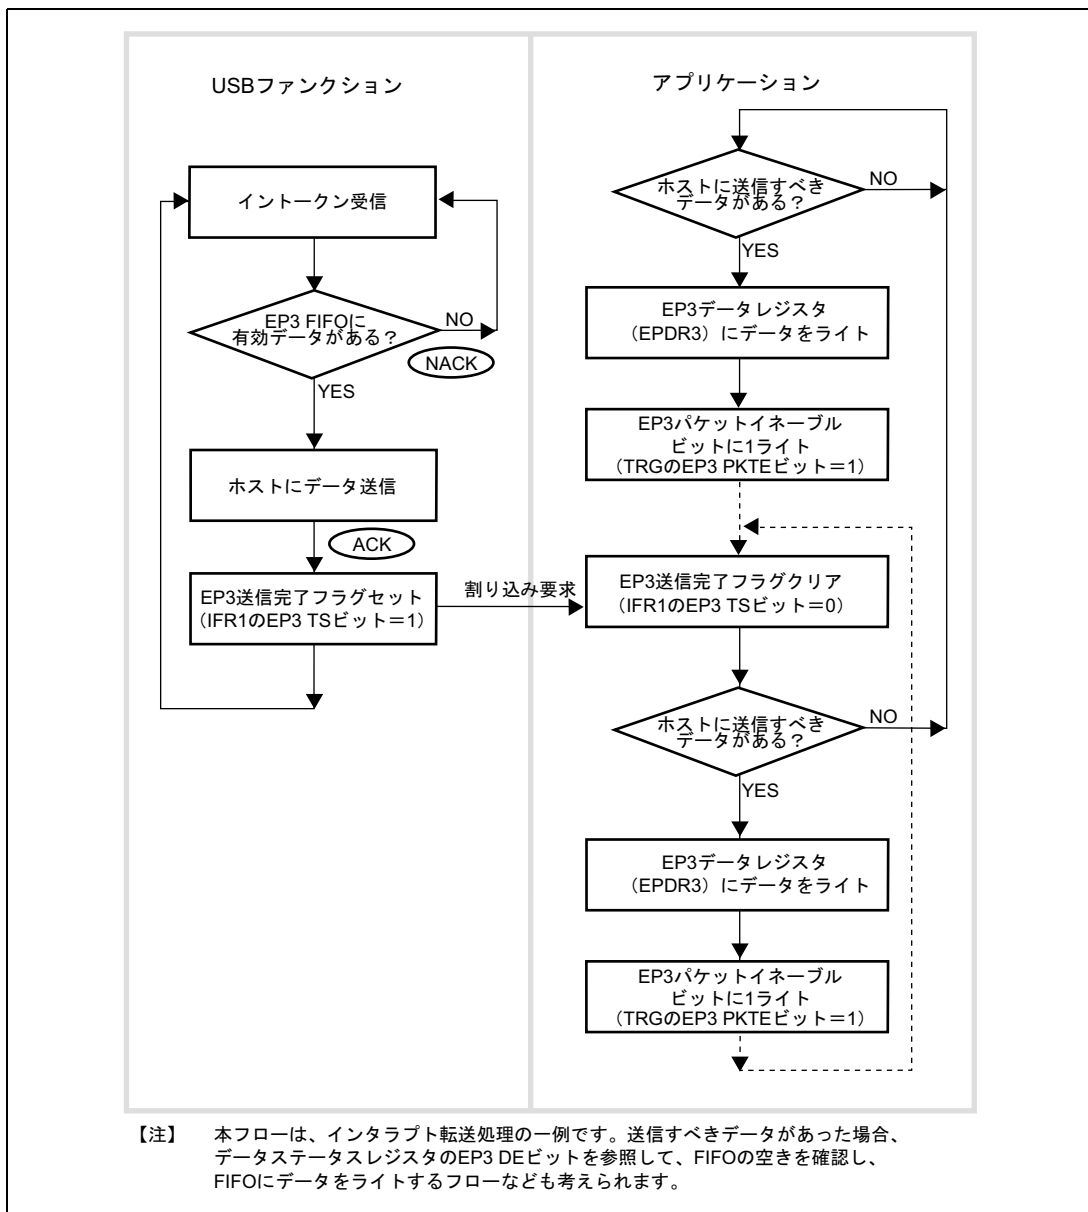 USBファンクション
イントークン受信
EP3 FIFOに
有効データがある？
NO
NACK
YES
ホストにデータ送信
ACK
EP3送信完了フラグセット
（IFR1のEP3 TSビット＝1）
割り込み要求
アプリケーション
ホストに送信すべき
データがある？
NO
YES
EP3データレジスタ
（EPDR3）にデータをライト
EP3パケットイネーブル
ビットに1ライト
（TRGのEP3 PKTEビット＝1）
EP3送信完了フラグクリア
（IFR1のEP3 TSビット＝0）
ホストに送信すべき
データがある？
NO
YES
EP3データレジスタ
（EPDR3）にデータをライト
EP3パケットイネーブル
ビットに1ライト
（TRGのEP3 PKTEビット＝1）
【注】 本フローは、インタラプト転送処理の一例です。送信すべきデータがあった場合、
データステータスレジスタのEP3 DEビットを参照して、FIFOの空きを確認し、
FIFOにデータをライトするフローなども考えられます。